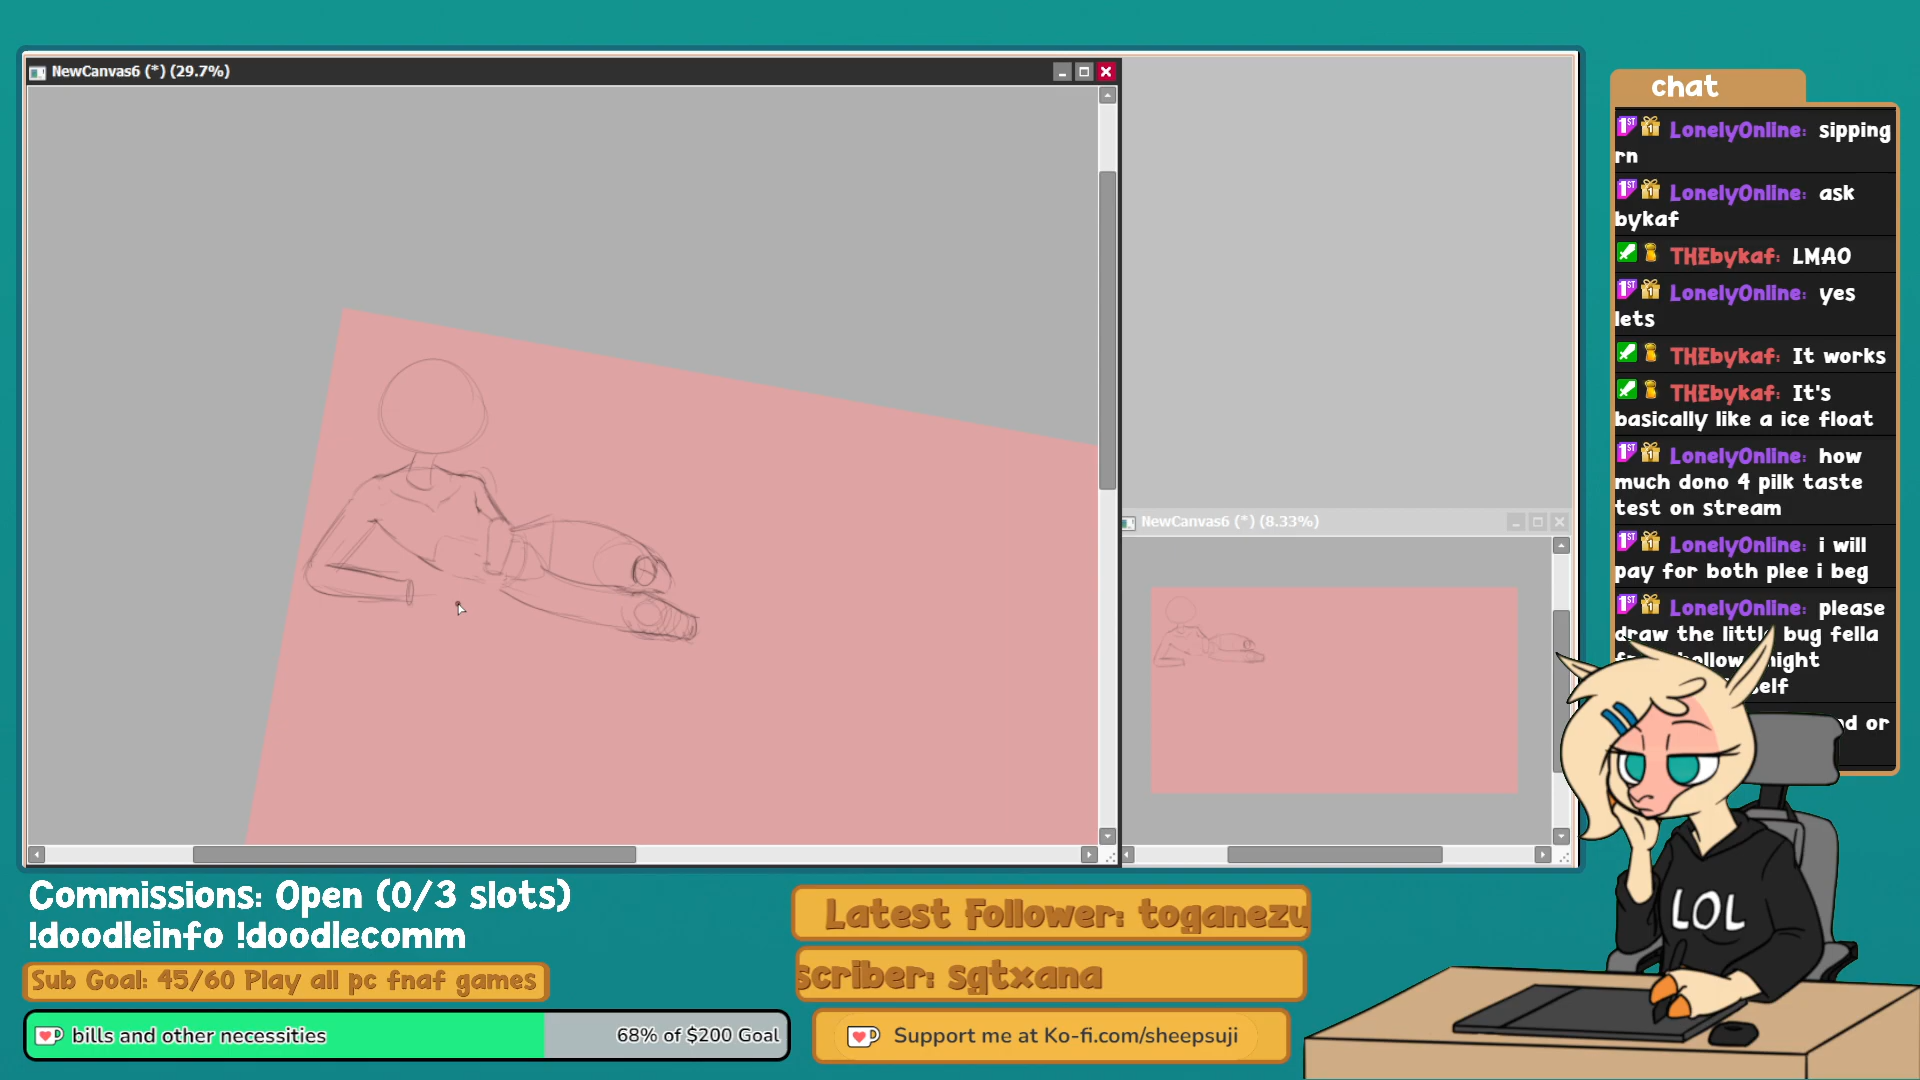 NewCanvas6 (*) (29.7%)
NewCanvas6 (*) (8.33%)
chat
LonelyOnline: sipping
rn
LonelyOnline: ask
bykaf
THEbykaf: LMAO
LonelyOnline: yes
lets
THEbykaf: It works
THEbykaf: It's
basically like a ice float
LonelyOnline: how
much dono 4 pilk taste
test on stream
LonelyOnline: i will
pay for both plee i beg
LonelyOnline: please
draw the little bug fella
or
LOL
Commissions: Open (0/3 slots)
!doodleinfo !doodlecomm
Sub Goal: 45/60 Play all pc fnaf games
bills and other necessities 68% of $200 Goal
Latest Follower: toganezu
scriber: sgtxana
Support me at Ko-fi.com/sheepsuji